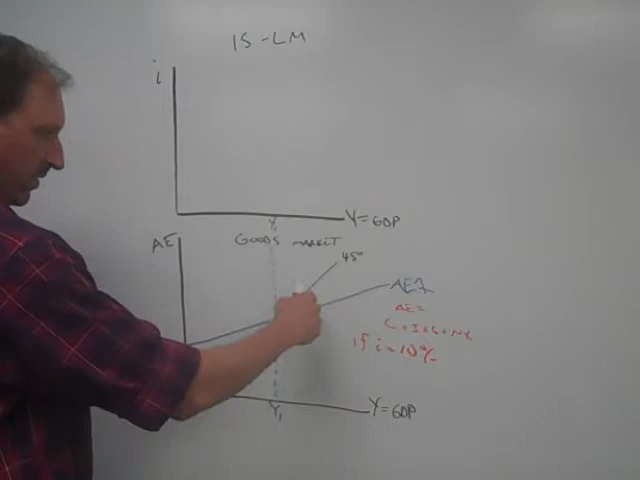 IS-LM
i
Y=GDP
Y1
GOODS MARKET
AE
45°
AE1
AE=
C+I+G+NX
if i=10%
Y=GDP
Y1